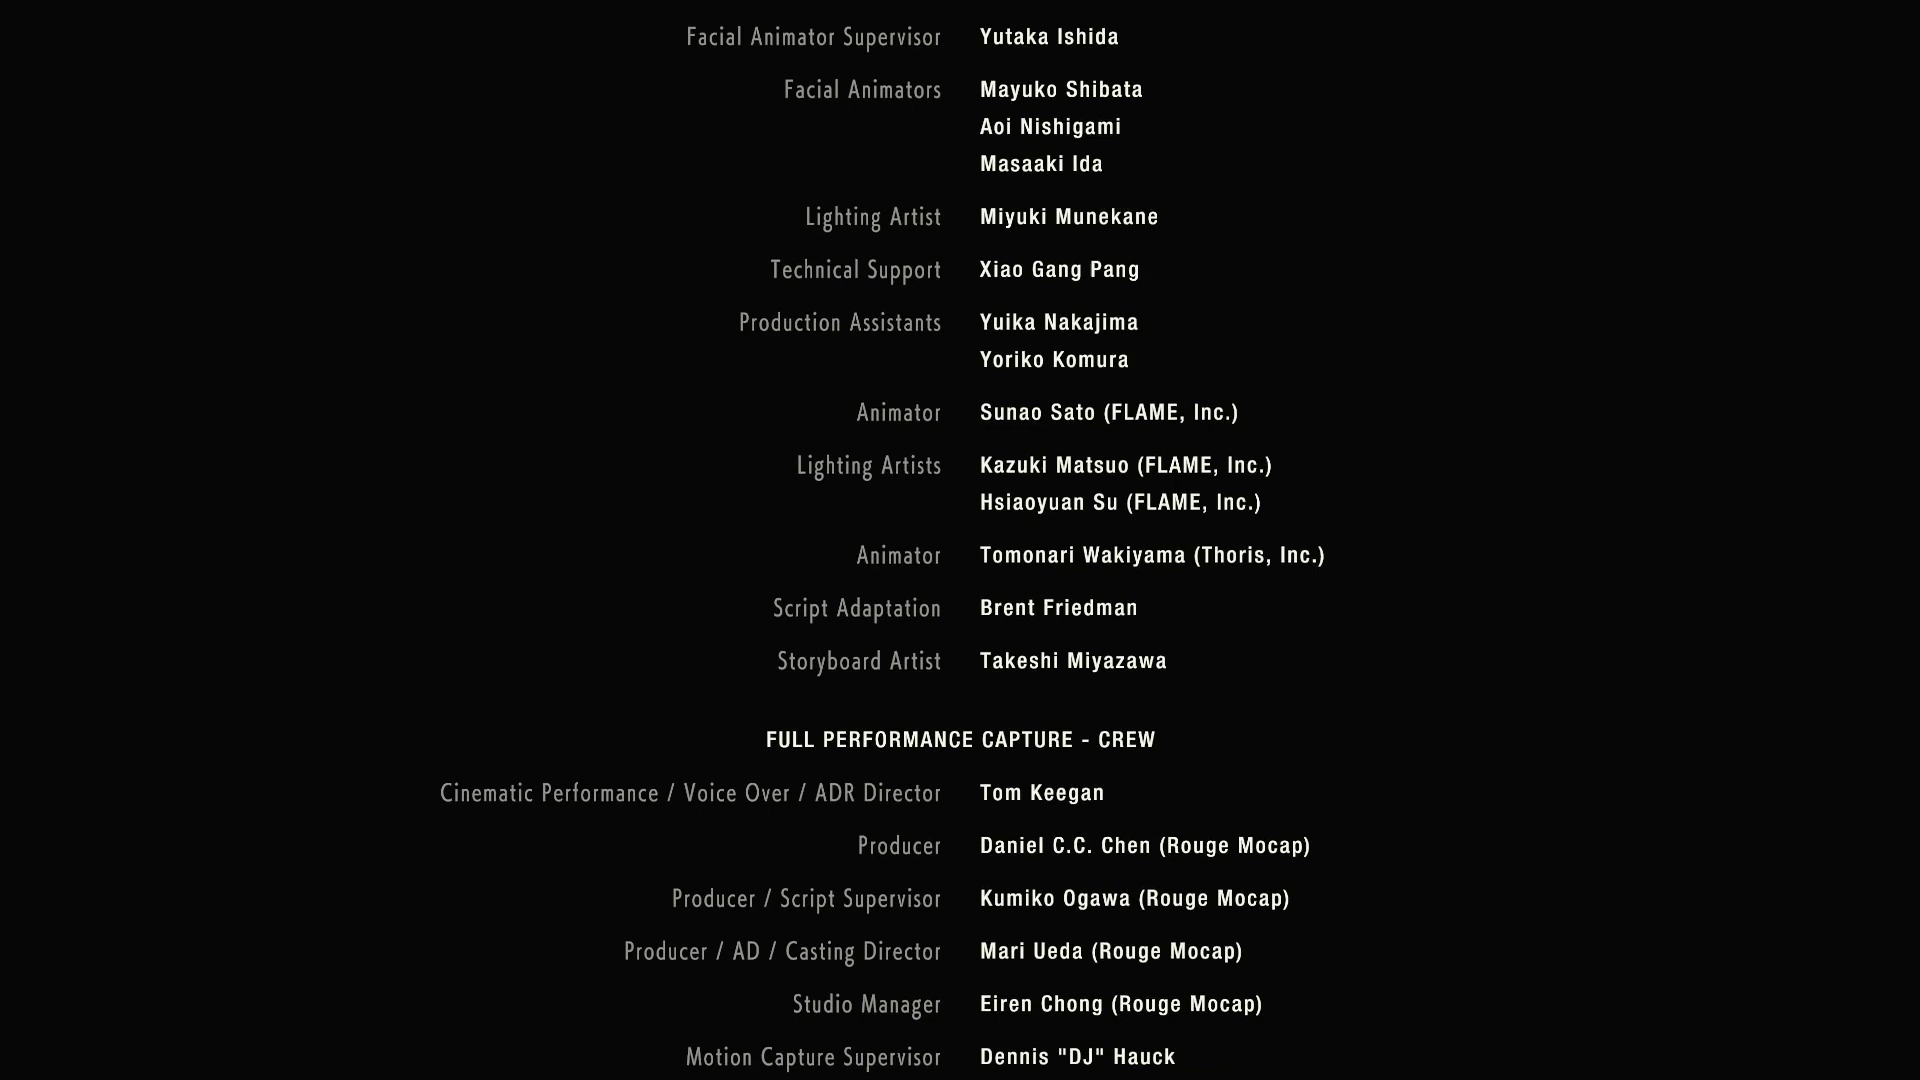 Facial Animator Supervisor Yutaka Ishida
Facial Animators Mayuko Shibata
Aoi Nishigami
Masaaki Ida
Lighting Artist Miyuki Munekane
Technical Support Xiao Gang Pang
Production Assistants Yuika Nakajima
Yoriko Komura
Animator Sunao Sato (FLAME, Inc.)
Lighting Artists Kazuki Matsuo (FLAME, Inc.)
Hsiaoyuan Su (FLAME, Inc.)
Animator Tomonari Wakiyama (Thoris, Inc.)
Script Adaptation Brent Friedman
Storyboard Artist Takeshi Miyazawa
FULL PERFORMANCE CAPTURE - CREW
Cinematic Performance / Voice Over / ADR Director Tom Keegan
Producer Daniel C.C. Chen (Rouge Mocap)
Producer / Script Supervisor Kumiko Ogawa (Rouge Mocap)
Producer / AD / Casting Director Mari Ueda (Rouge Mocap)
Studio Manager Eiren Chong (Rouge Mocap)
Motion Capture Supervisor Dennis "DJ" Hauck